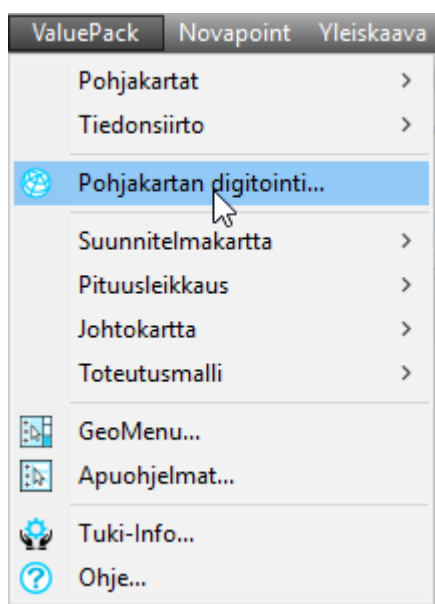 ValuePack Novapoint Yleiskaava
Pohjakartat
Tiedonsiirto
Pohjakartan digitointi...
Suunnitelmakartta
Pituusleikkaus
Johtokartta
Toteutusmalli
GeoMenu...
Apuohjelmat...
Tuki-Info...
Ohje...